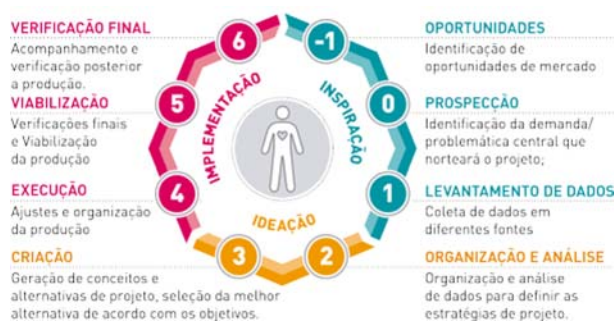 VERIFICAÇÃO FINAL
Acompanhamento e
verificação posterior
a produção.
VIABILIZAÇÃO
Verificações finais
e Viabilização
da produção
EXECUÇÃO
Ajustes e organização
da produção
CRIAÇÃO
Geração de conceitos e
alternativas de projeto, seleção da melhor
alternativa de acordo com os objetivos.
6
5
4
3
2
1
0
-1
IMPLEMENTAÇÃO
INSPIRAÇÃO
IDEAÇÃO
OPORTUNIDADES
Identificação de
oportunidades de mercado
PROSPECÇÃO
Identificação da demanda/
problemática central que
norteará o projeto;
LEVANTAMENTO DE DADOS
Coleta de dados em
diferentes fontes
ORGANIZAÇÃO E ANÁLISE
Organização e análise
de dados para definir as
estratégias de projeto.